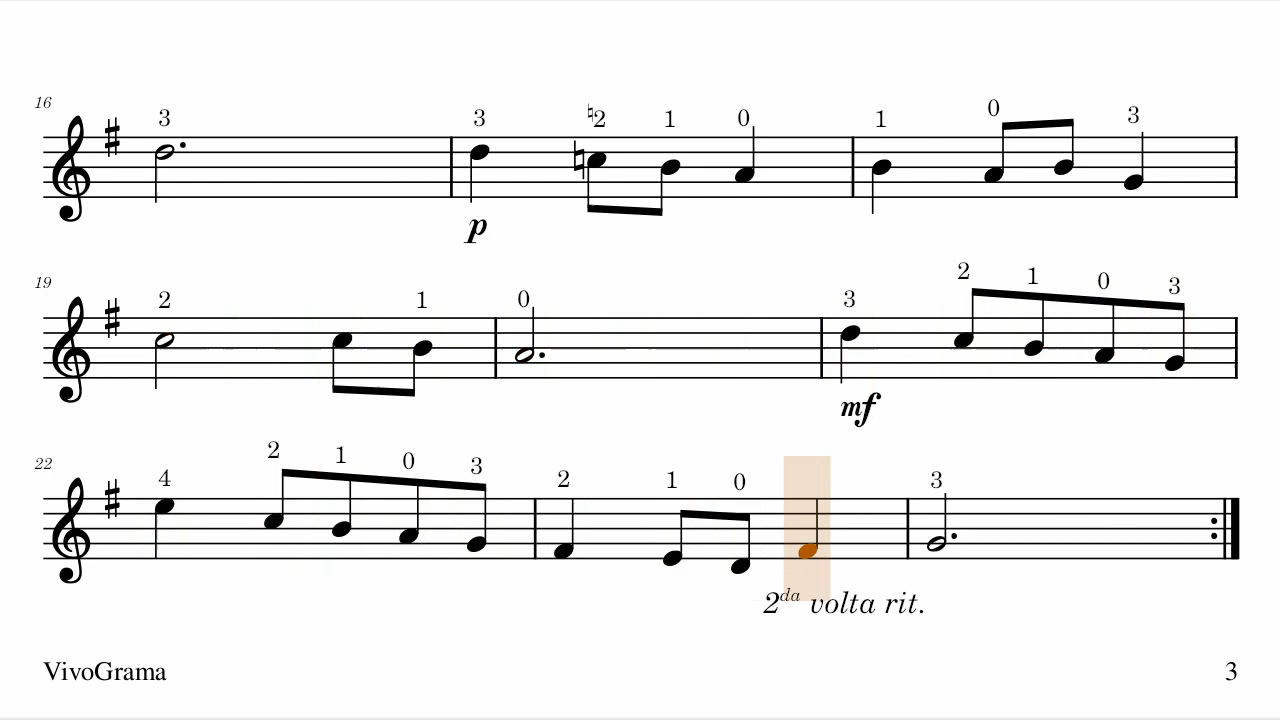 16
3 3 ♮2 1 0 1 0 3
p
19
2 1 0 3 2 1 0 3
mf
22
4 2 1 0 3 2 1 0 3
2da volta rit.
VivoGrama 3